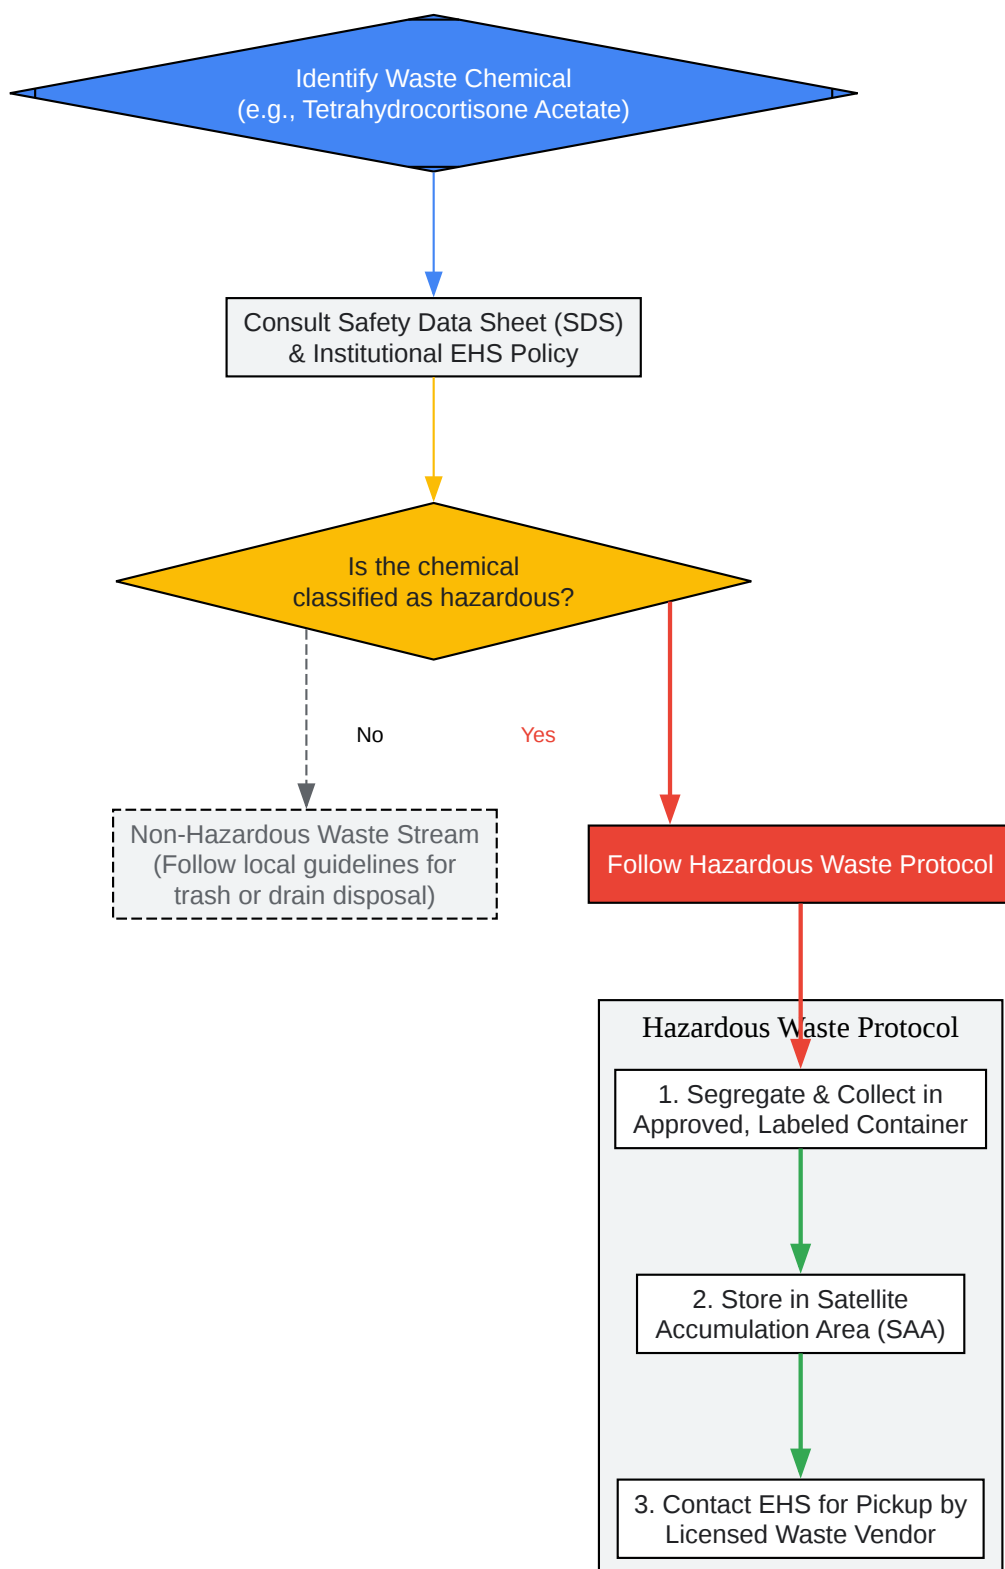 Identify Waste Chemical
(e.g., Tetrahydrocortisone Acetate)
Consult Safety Data Sheet (SDS)
& Institutional EHS Policy
Is the chemical
classified as hazardous?
No
Yes
Non-Hazardous Waste Stream
(Follow local guidelines for
trash or drain disposal)
Follow Hazardous Waste Protocol
Hazardous Waste Protocol
1. Segregate & Collect in
Approved, Labeled Container
2. Store in Satellite
Accumulation Area (SAA)
3. Contact EHS for Pickup by
Licensed Waste Vendor